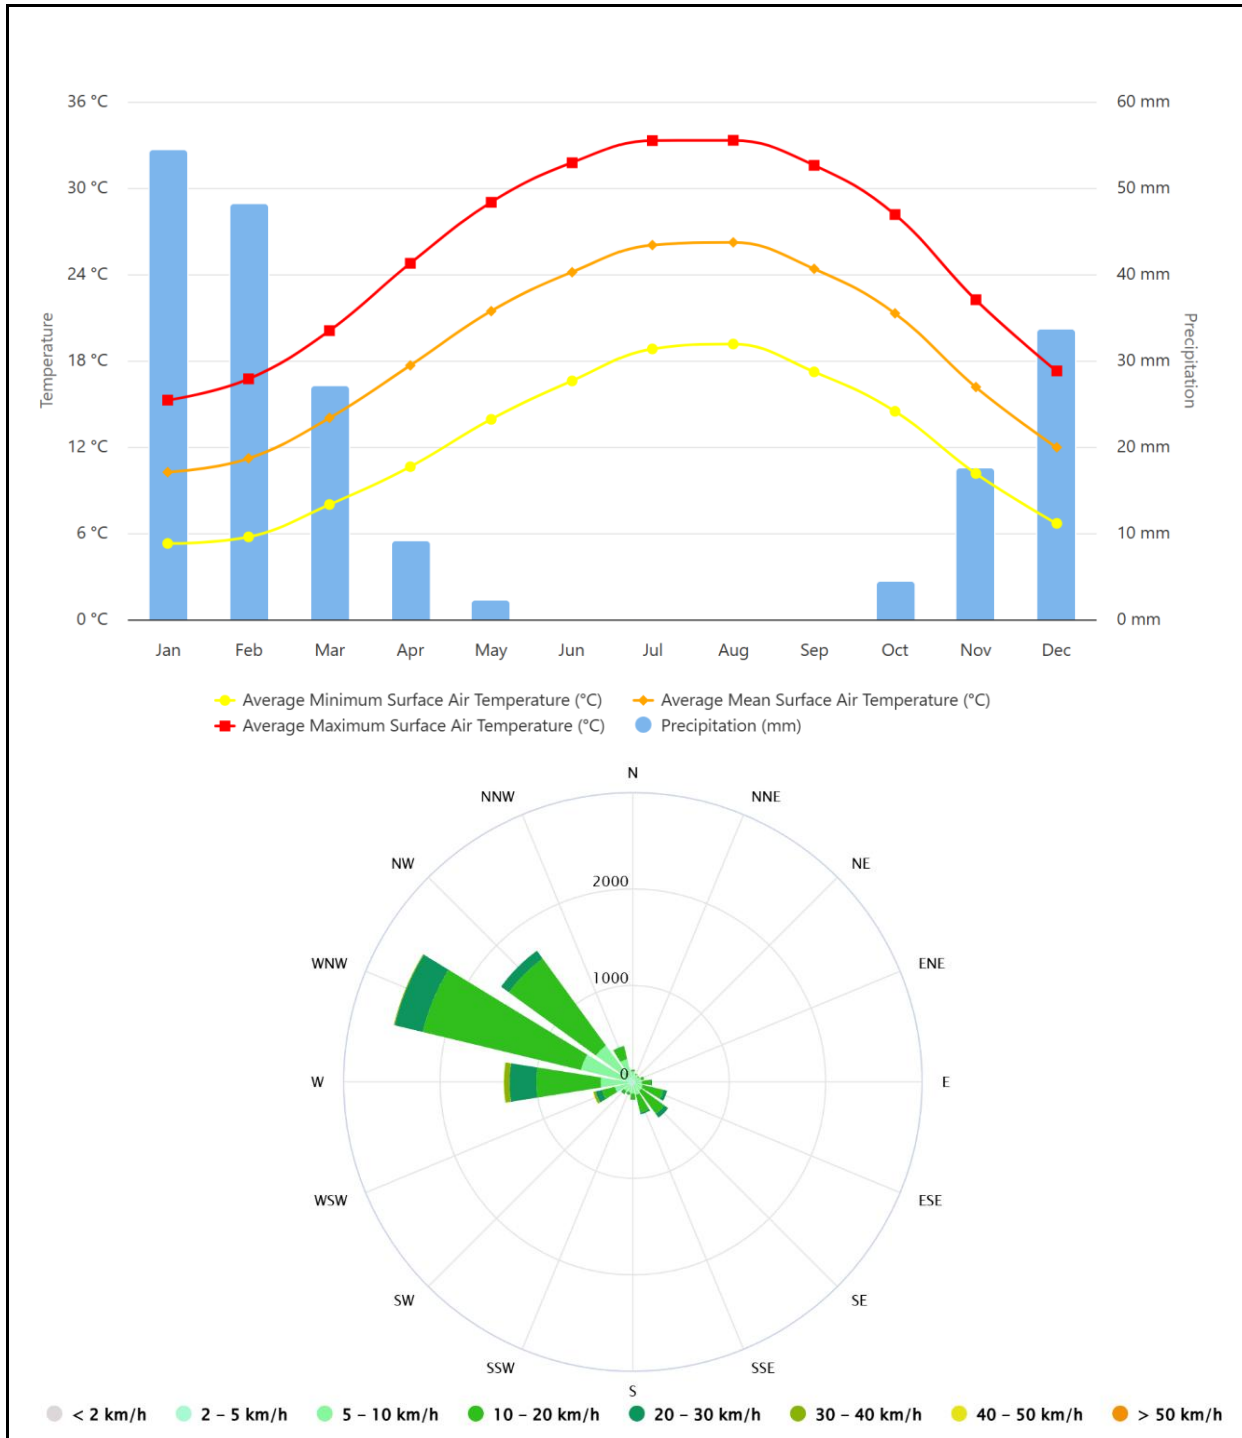 36 °C
60 mm
30 °C
50 mm
24 °C
40 mm
18 °C
30 mm
12 °C
20 mm
6 °C
10 mm
0 °C
0 mm
Temperature
Precipitation
Jan Feb Mar Apr May Jun Jul Aug Sep Oct Nov Dec
Average Minimum Surface Air Temperature (°C) Average Mean Surface Air Temperature (°C)
Average Maximum Surface Air Temperature (°C) Precipitation (mm)
N
NNW NNE
NW NE
2000
WNW ENE
1000
0
W E
WSW ESE
SW SE
SSW SSE
S
< 2 km/h 2 – 5 km/h 5 – 10 km/h 10 – 20 km/h 20 – 30 km/h 30 – 40 km/h 40 – 50 km/h > 50 km/h